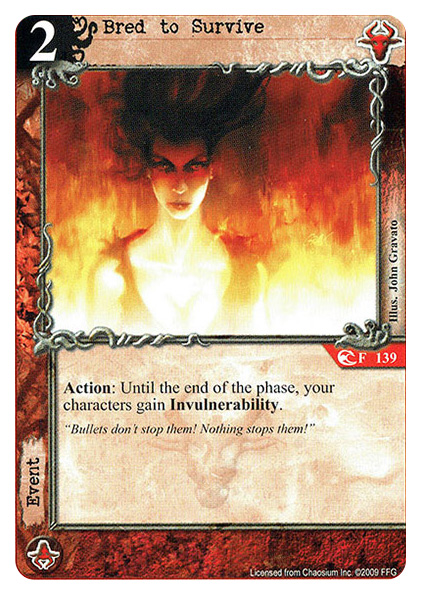 2
Bred to Survive
Illus. John Gravato
F 139
Action: Until the end of the phase, your
characters gain Invulnerability.
"Bullets don't stop them! Nothing stops them!"
Event
Licensed from Chaosium Inc. ©2009 FFG